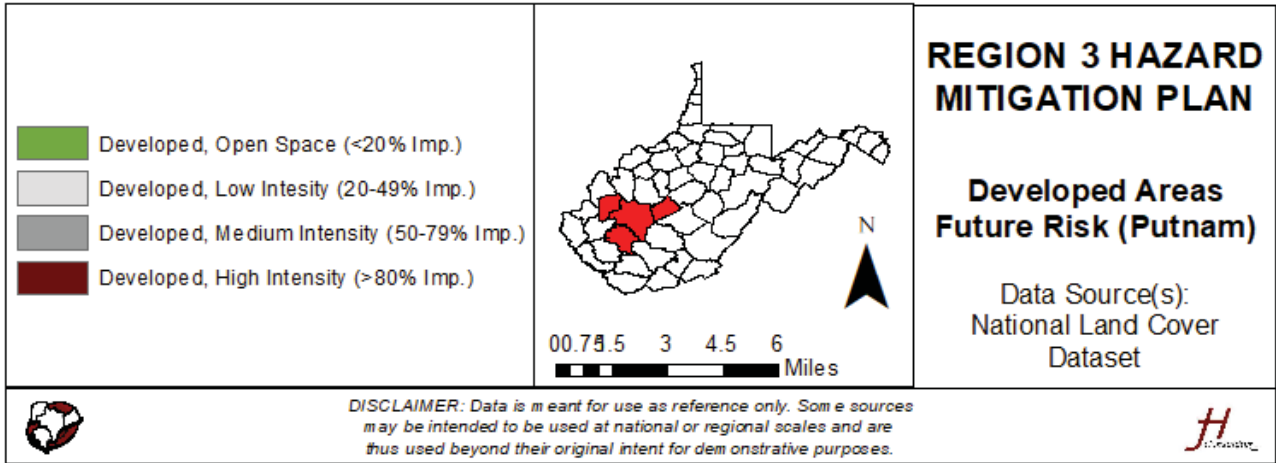 Developed, Open Space (<20% Imp.)
Developed, Low Intesity (20-49% Imp.)
Developed, Medium Intensity (50-79% Imp.)
Developed, High Intensity (>80% Imp.)
N
00.751.5 3 4.5 6
Miles
REGION 3 HAZARD
MITIGATION PLAN
Developed Areas
Future Risk (Putnam)
Data Source(s):
National Land Cover
Dataset
DISCLAIMER: Data is meant for use as reference only. Some sources
may be intended to be used at national or regional scales and are
thus used beyond their original intent for demonstrative purposes.